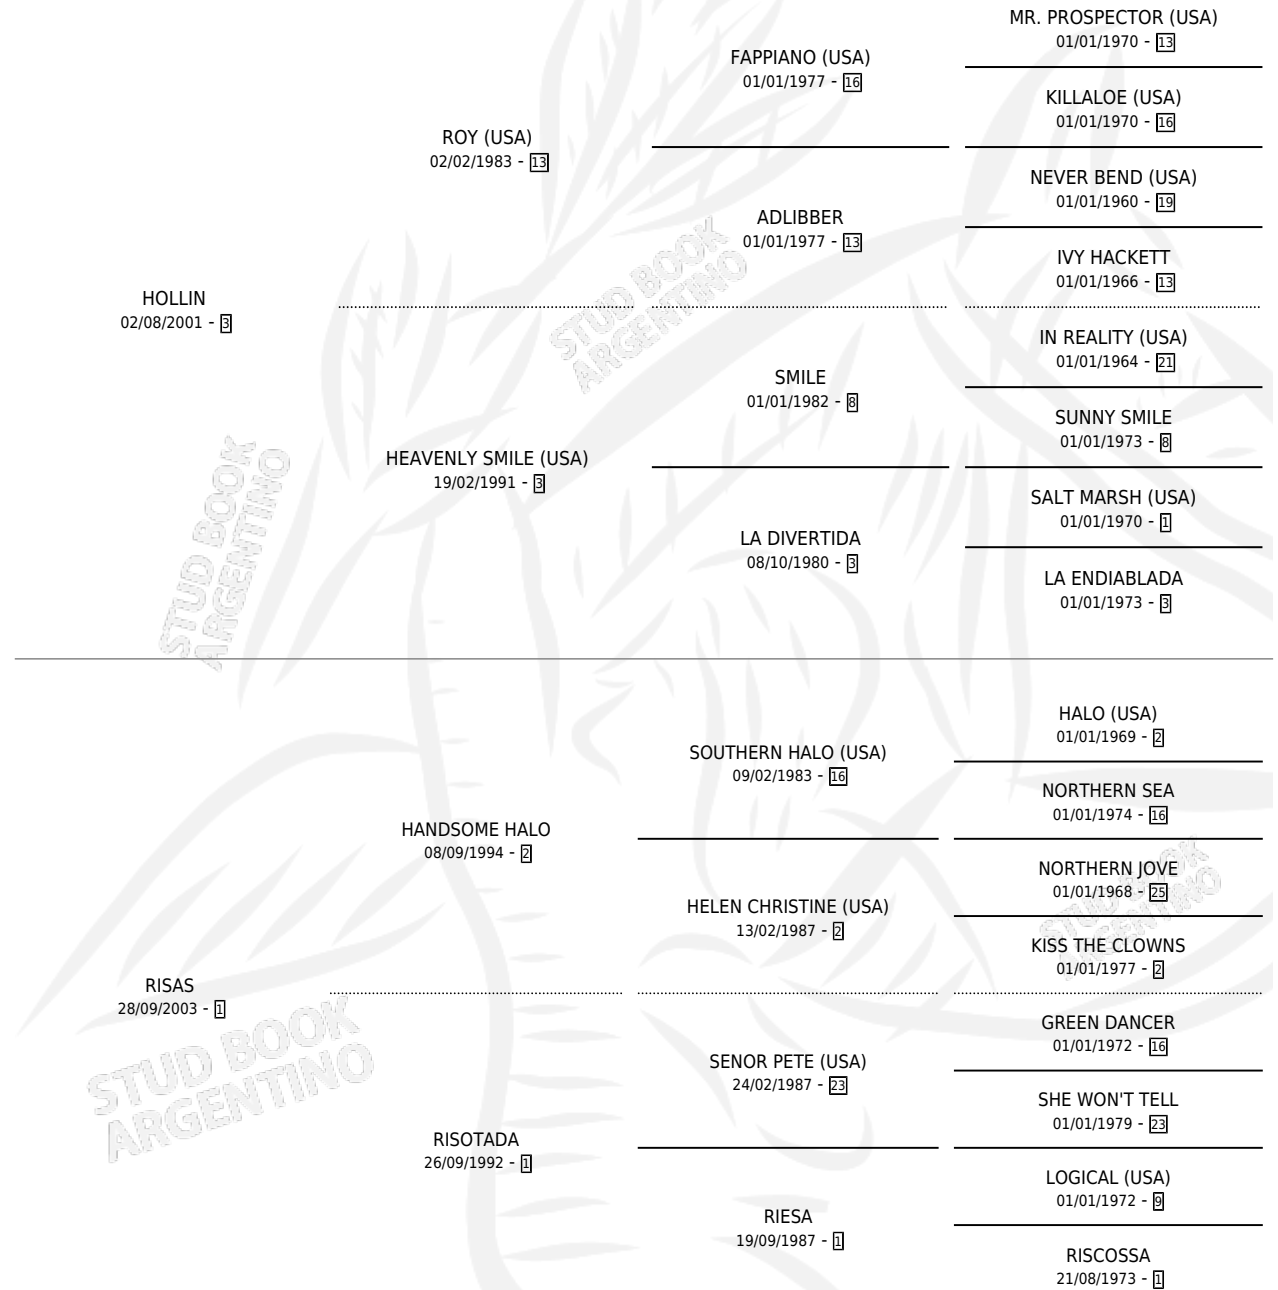 MR. PROSPECTOR (USA)
01/01/1970 - 13
FAPPIANO (USA)
01/01/1977 - 16
KILLALOE (USA)
01/01/1970 - 16
ROY (USA)
02/02/1983 - 13
NEVER BEND (USA)
01/01/1960 - 19
ADLIBBER
01/01/1977 - 13
IVY HACKETT
01/01/1966 - 13
HOLLIN
02/08/2001 - 3
IN REALITY (USA)
01/01/1964 - 21
SMILE
01/01/1982 - 8
SUNNY SMILE
01/01/1973 - 8
HEAVENLY SMILE (USA)
19/02/1991 - 3
SALT MARSH (USA)
01/01/1970 - 1
LA DIVERTIDA
08/10/1980 - 3
LA ENDIABLADA
01/01/1973 - 3
HALO (USA)
01/01/1969 - 2
SOUTHERN HALO (USA)
09/02/1983 - 16
NORTHERN SEA
01/01/1974 - 16
HANDSOME HALO
08/09/1994 - 2
NORTHERN JOVE
01/01/1968 - 25
HELEN CHRISTINE (USA)
13/02/1987 - 2
KISS THE CLOWNS
01/01/1977 - 2
RISAS
28/09/2003 - 1
GREEN DANCER
01/01/1972 - 16
SENOR PETE (USA)
24/02/1987 - 23
SHE WON'T TELL
01/01/1979 - 23
RISOTADA
26/09/1992 - 1
LOGICAL (USA)
01/01/1972 - 9
RIESA
19/09/1987 - 1
RISCOSSA
21/08/1973 - 1
STUD BOOK
ARGENTINO
STUD BOOK
ARGENTINO
STUD BOOK
ARGENTINO
STUD BOOK
ARGENTINO